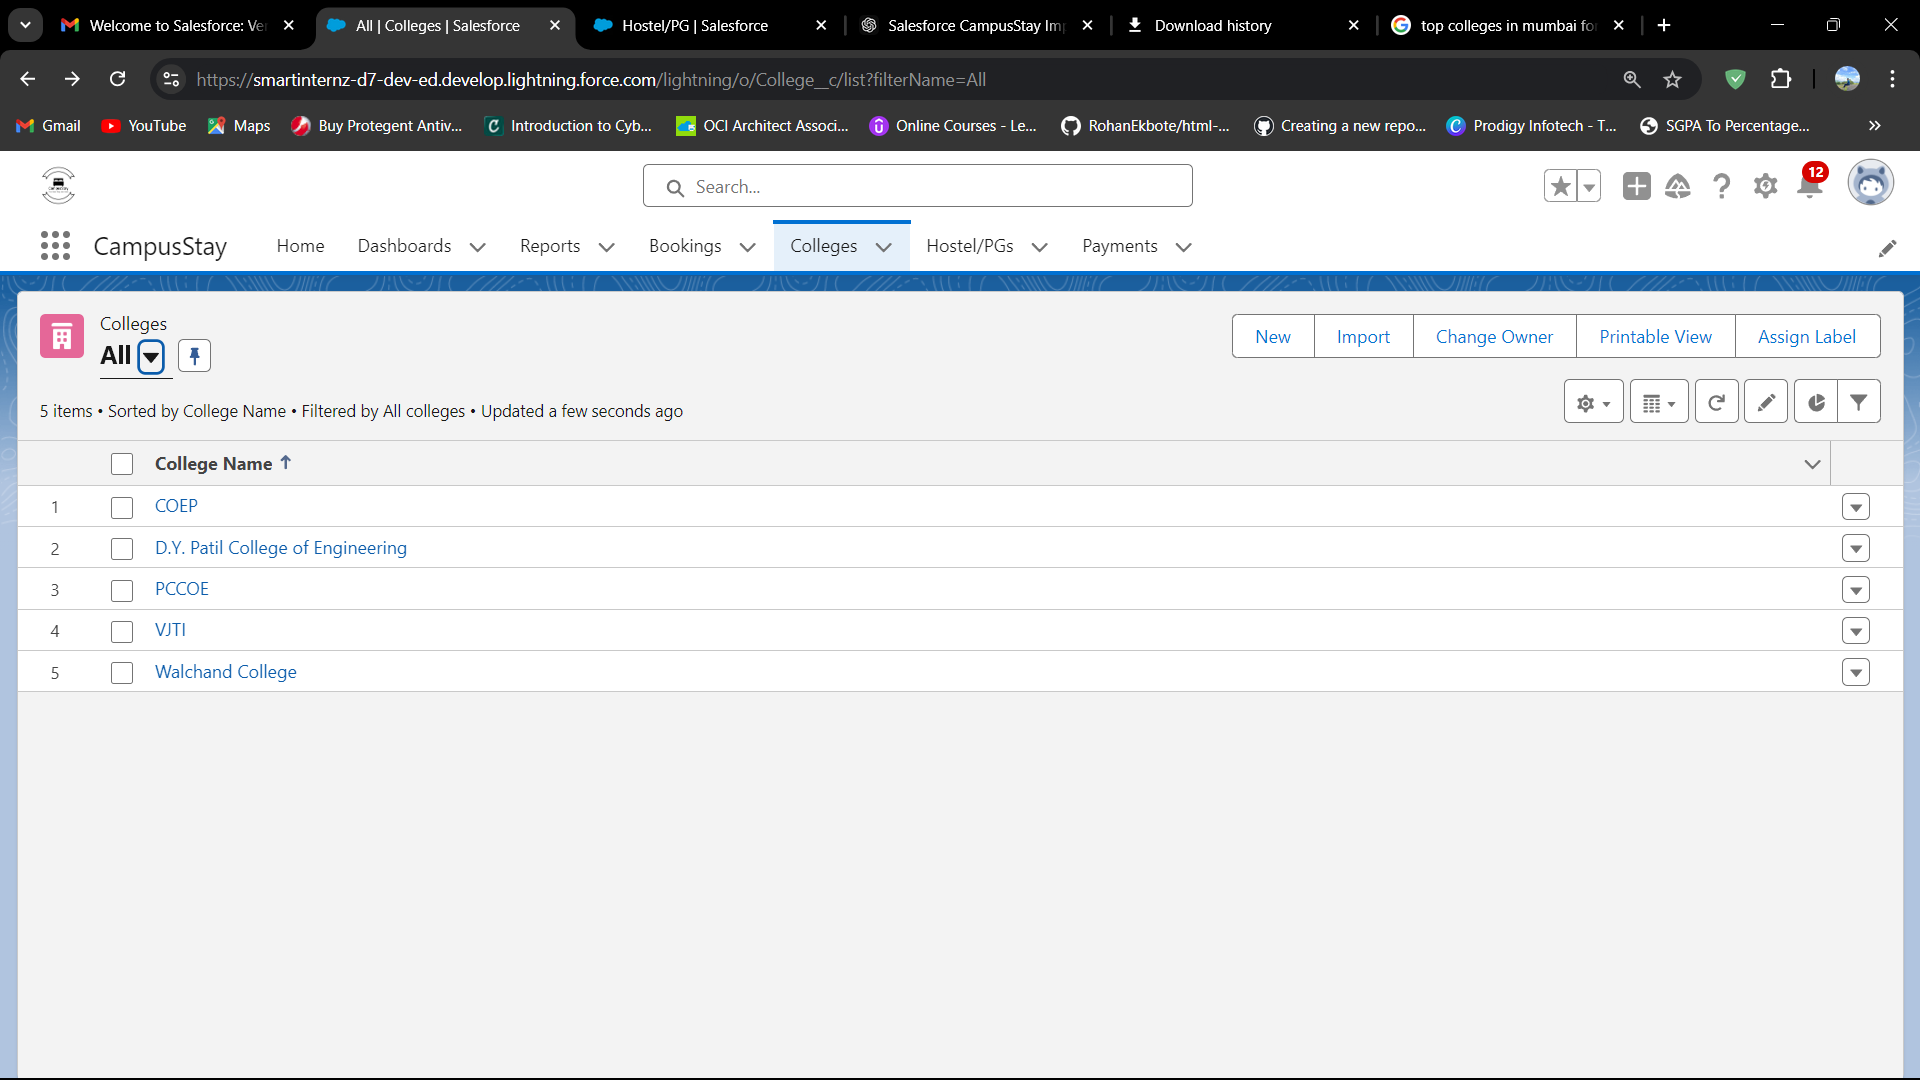 Welcome to Salesforce: Ve
All | Colleges | Salesforce
Hostel/PG | Salesforce
Salesforce CampusStay Im
Download history
top colleges in mumbai fo
https://smartinternz-d7-dev-ed.develop.lightning.force.com/lightning/o/College__c/list?filterName=All
Gmail
YouTube
Maps
Buy Protegent Antiv...
Introduction to Cyb...
OCI Architect Associ...
Online Courses - Le...
RohanEkbote/html-...
Creating a new repo...
Prodigy Infotech - T...
SGPA To Percentage...
Search...
12
CampusStay
Home
Dashboards
Reports
Bookings
Colleges
Hostel/PGs
Payments
Colleges
All
New
Import
Change Owner
Printable View
Assign Label
5 items • Sorted by College Name • Filtered by All colleges • Updated a few seconds ago
College Name
1 COEP
2 D.Y. Patil College of Engineering
3 PCCOE
4 VJTI
5 Walchand College